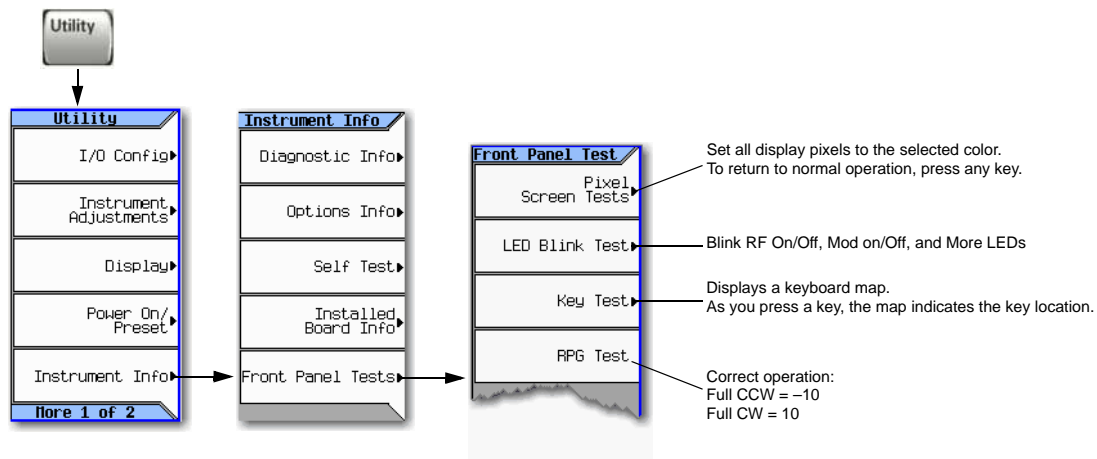 Utility
Utility
I/O Config
Instrument
Adjustments
Display
Power On/
Preset
Instrument Info
More 1 of 2
Instrument Info
Diagnostic Info
Options Info
Self Test
Installed
Board Info
Front Panel Tests
Front Panel Test
Pixel
Screen Tests
LED Blink Test
Key Test
RPG Test
Set all display pixels to the selected color.
To return to normal operation, press any key.
Blink RF On/Off, Mod on/Off, and More LEDs
Displays a keyboard map.
As you press a key, the map indicates the key location.
Correct operation:
Full CCW = –10
Full CW = 10